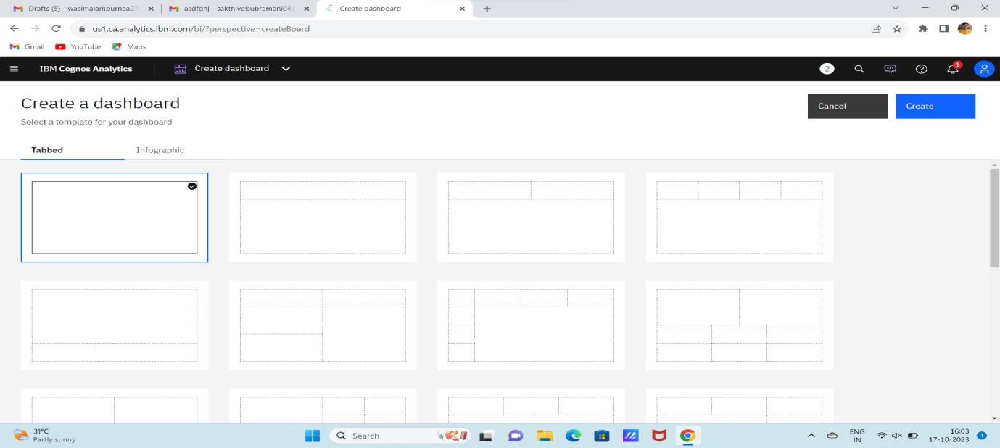 Drafts (5) - wasimalampurnea27
asdfghj - sakthivelsubramani046
Create dashboard
us1.ca.analytics.ibm.com/bi/?perspective=createBoard
Gmail
YouTube
Maps
IBM Cognos Analytics
Create dashboard
2
1
Create a dashboard
Select a template for your dashboard
Cancel
Create
Tabbed
Infographic
31°C
Partly sunny
Search
ENG
IN
16:03
17-10-2023
1